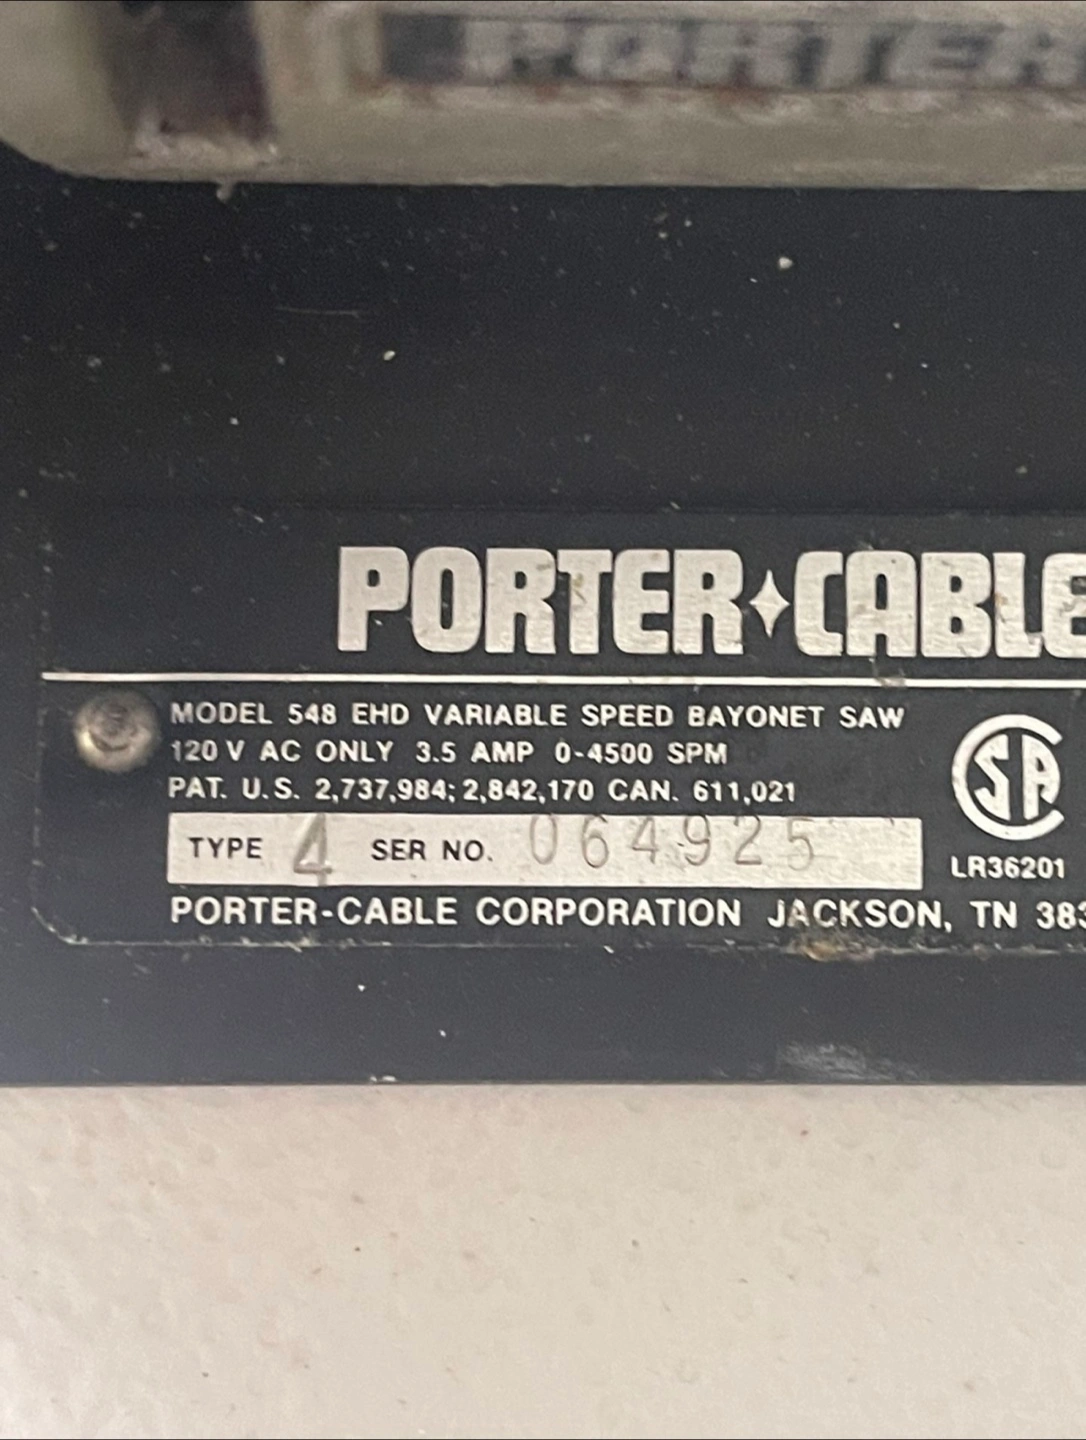 PORTER
PORTER CABLE
MODEL 548 EHD VARIABLE SPEED BAYONET SAW
120 V AC ONLY 3.5 AMP 0-4500 SPM
PAT. U.S. 2,737,984; 2,842,170 CAN. 611,021
SA
TYPE 4 SER NO. 064925
LR36201
PORTER-CABLE CORPORATION JACKSON, TN 383